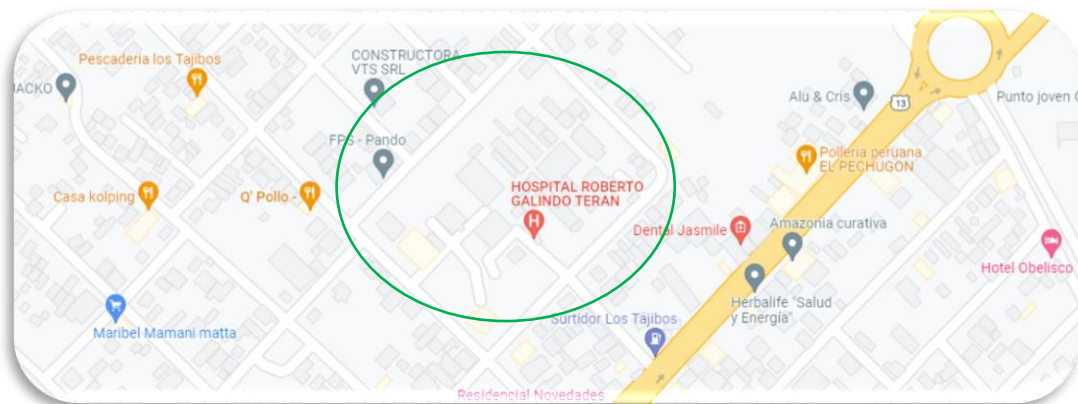 Pescaderia los Tajibos
JACKO
CONSTRUCTORA
VTS SRL
Alu & Cris
13
Punto joven
FPS - Pando
Polleria peruana
EL PECHUGON
Casa kolping
Q' Pollo -
HOSPITAL ROBERTO
GALINDO TERAN
H
Dental Jasmile
Amazonia curativa
Hotel Obelisco
Herbalife "Salud
y Energía"
Surtidor Los Tajibos
Maribel Mamani matta
Residencial Novedades